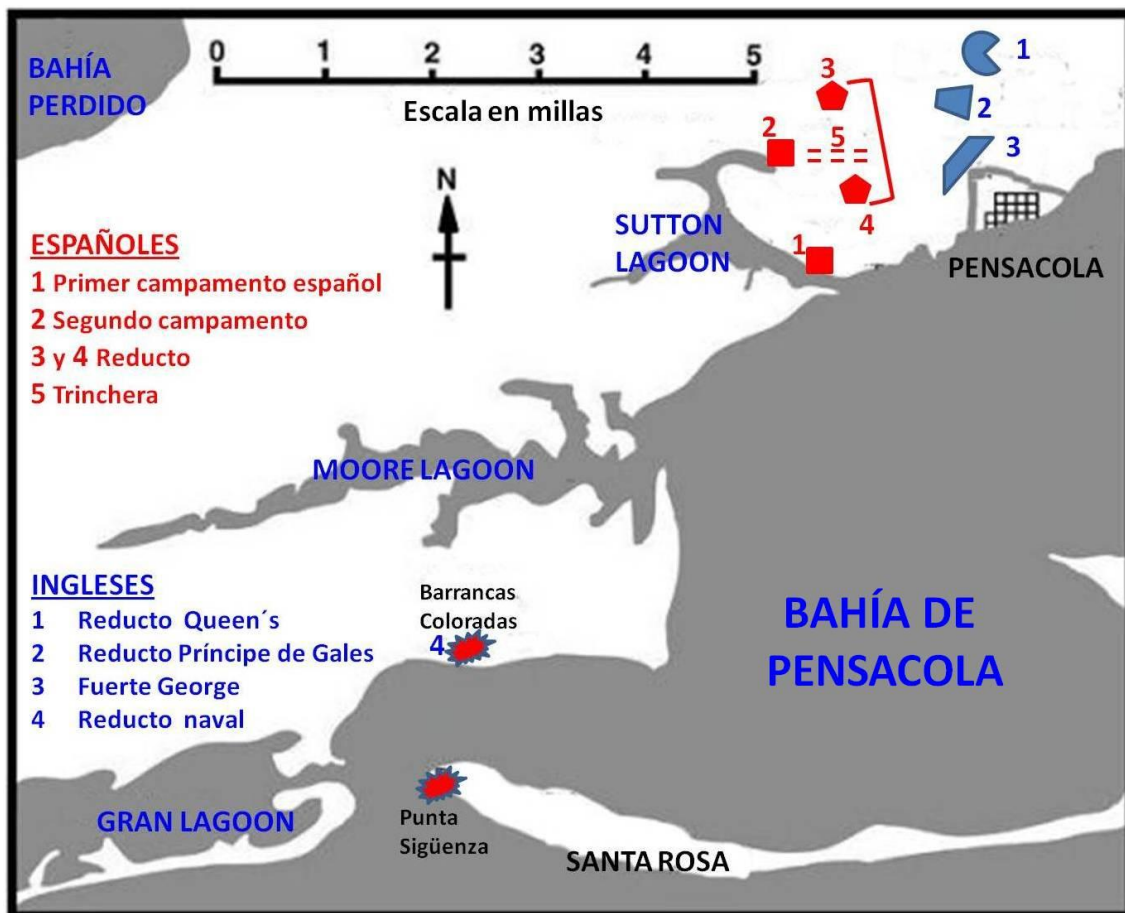 0 1 2 3 4 5
Escala en millas
BAHÍA
PERDIDO
N
3
2
5
4
1
1
2
3
SUTTON
LAGOON
PENSACOLA
ESPAÑOLES
1 Primer campamento español
2 Segundo campamento
3 y 4 Reducto
5 Trinchera
MOORE LAGOON
INGLESES
1 Reducto Queen´s
2 Reducto Príncipe de Gales
3 Fuerte George
4 Reducto naval
Barrancas
Coloradas
4
BAHÍA DE
PENSACOLA
GRAN LAGOON
Punta
Sigüenza
SANTA ROSA